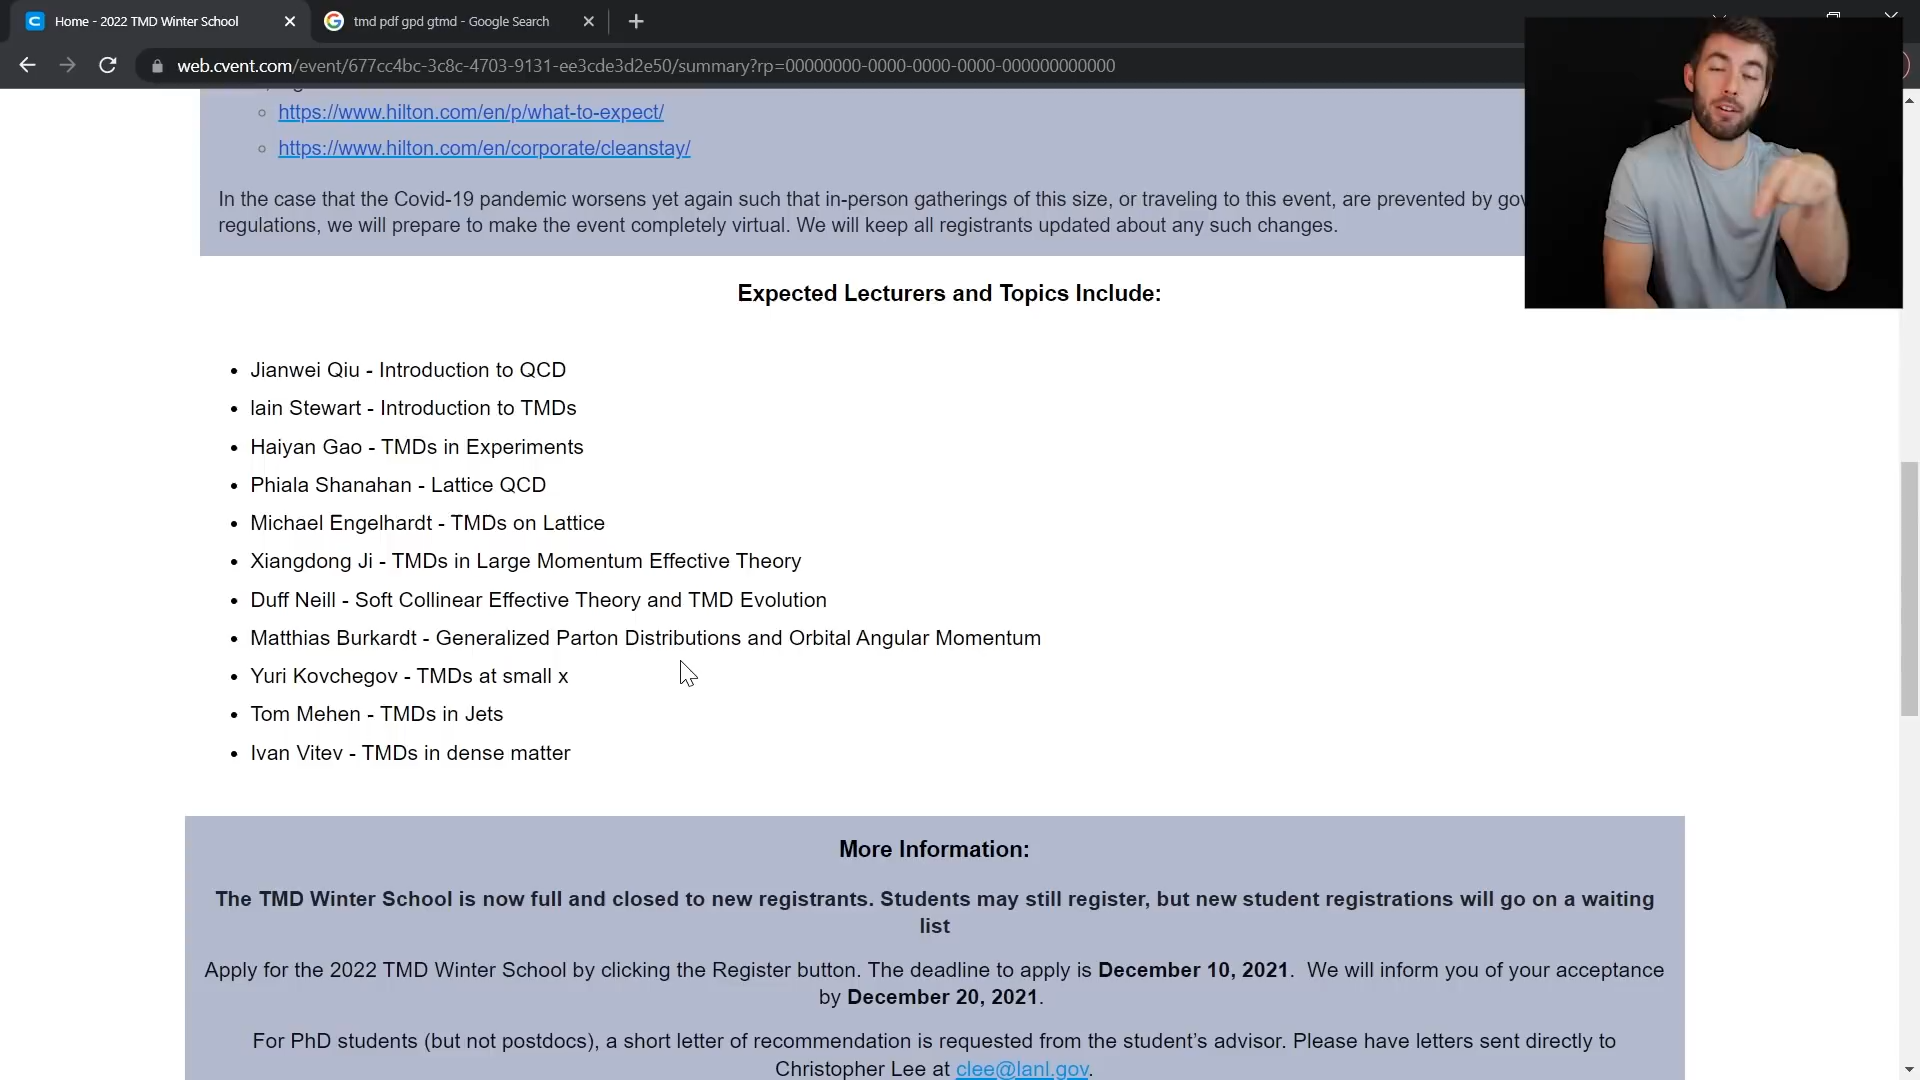 Home - 2022 TMD Winter School
tmd pdf gpd gtmd - Google Search
web.cvent.com/event/677cc4bc-3c8c-4703-9131-ee3cde3d2e50/summary?rp=00000000-0000-0000-0000-000000000000
https://www.hilton.com/en/p/what-to-expect/
https://www.hilton.com/en/corporate/cleanstay/
In the case that the Covid-19 pandemic worsens yet again such that in-person gatherings of this size, or traveling to this event, are prevented by
regulations, we will prepare to make the event completely virtual. We will keep all registrants updated about any such changes.
Expected Lecturers and Topics Include:
• Jianwei Qiu - Introduction to QCD
• Iain Stewart - Introduction to TMDs
• Haiyan Gao - TMDs in Experiments
• Phiala Shanahan - Lattice QCD
• Michael Engelhardt - TMDs on Lattice
• Xiangdong Ji - TMDs in Large Momentum Effective Theory
• Duff Neill - Soft Collinear Effective Theory and TMD Evolution
• Matthias Burkardt - Generalized Parton Distributions and Orbital Angular Momentum
• Yuri Kovchegov - TMDs at small x
• Tom Mehen - TMDs in Jets
• Ivan Vitev - TMDs in dense matter
More Information:
The TMD Winter School is now full and closed to new registrants. Students may still register, but new student registrations will go on a waiting
list
Apply for the 2022 TMD Winter School by clicking the Register button. The deadline to apply is December 10, 2021. We will inform you of your acceptance
by December 20, 2021.
For PhD students (but not postdocs), a short letter of recommendation is requested from the student's advisor. Please have letters sent directly to
Christopher Lee at clee@lanl.gov.